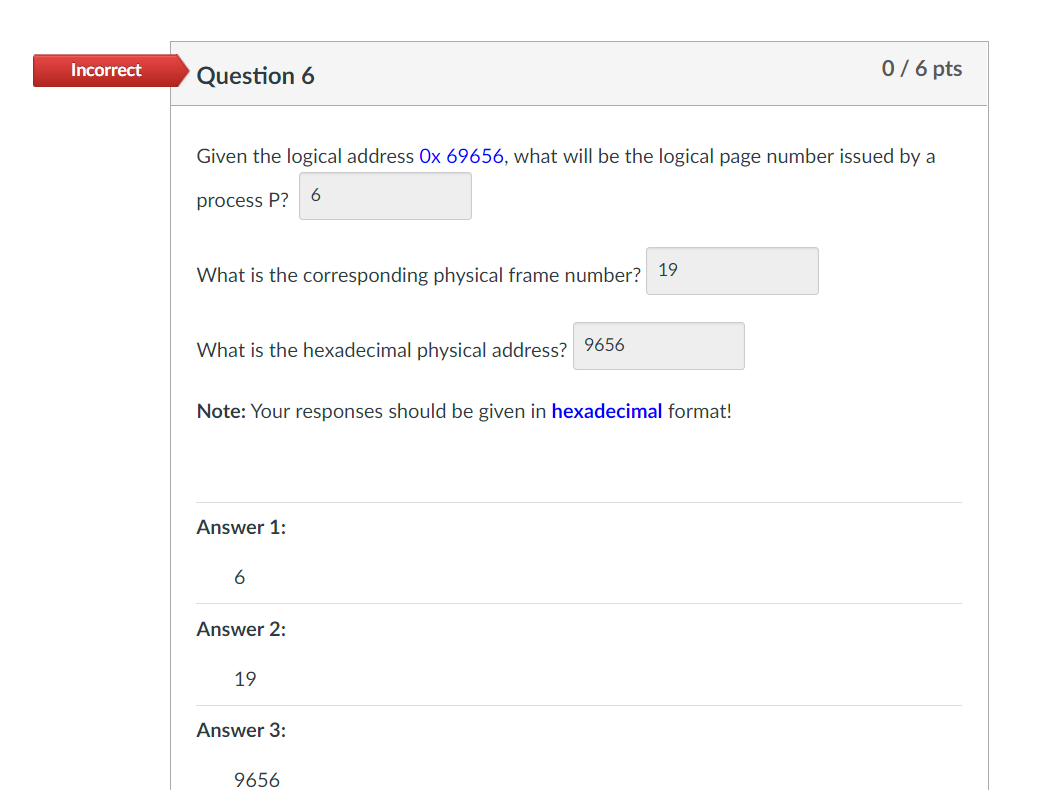 Incorrect
Question 6
0 / 6 pts
Given the logical address 0x 69656, what will be the logical page number issued by a
process P? 6
What is the corresponding physical frame number? 19
What is the hexadecimal physical address? 9656
Note: Your responses should be given in hexadecimal format!
Answer 1:
6
Answer 2:
19
Answer 3:
9656